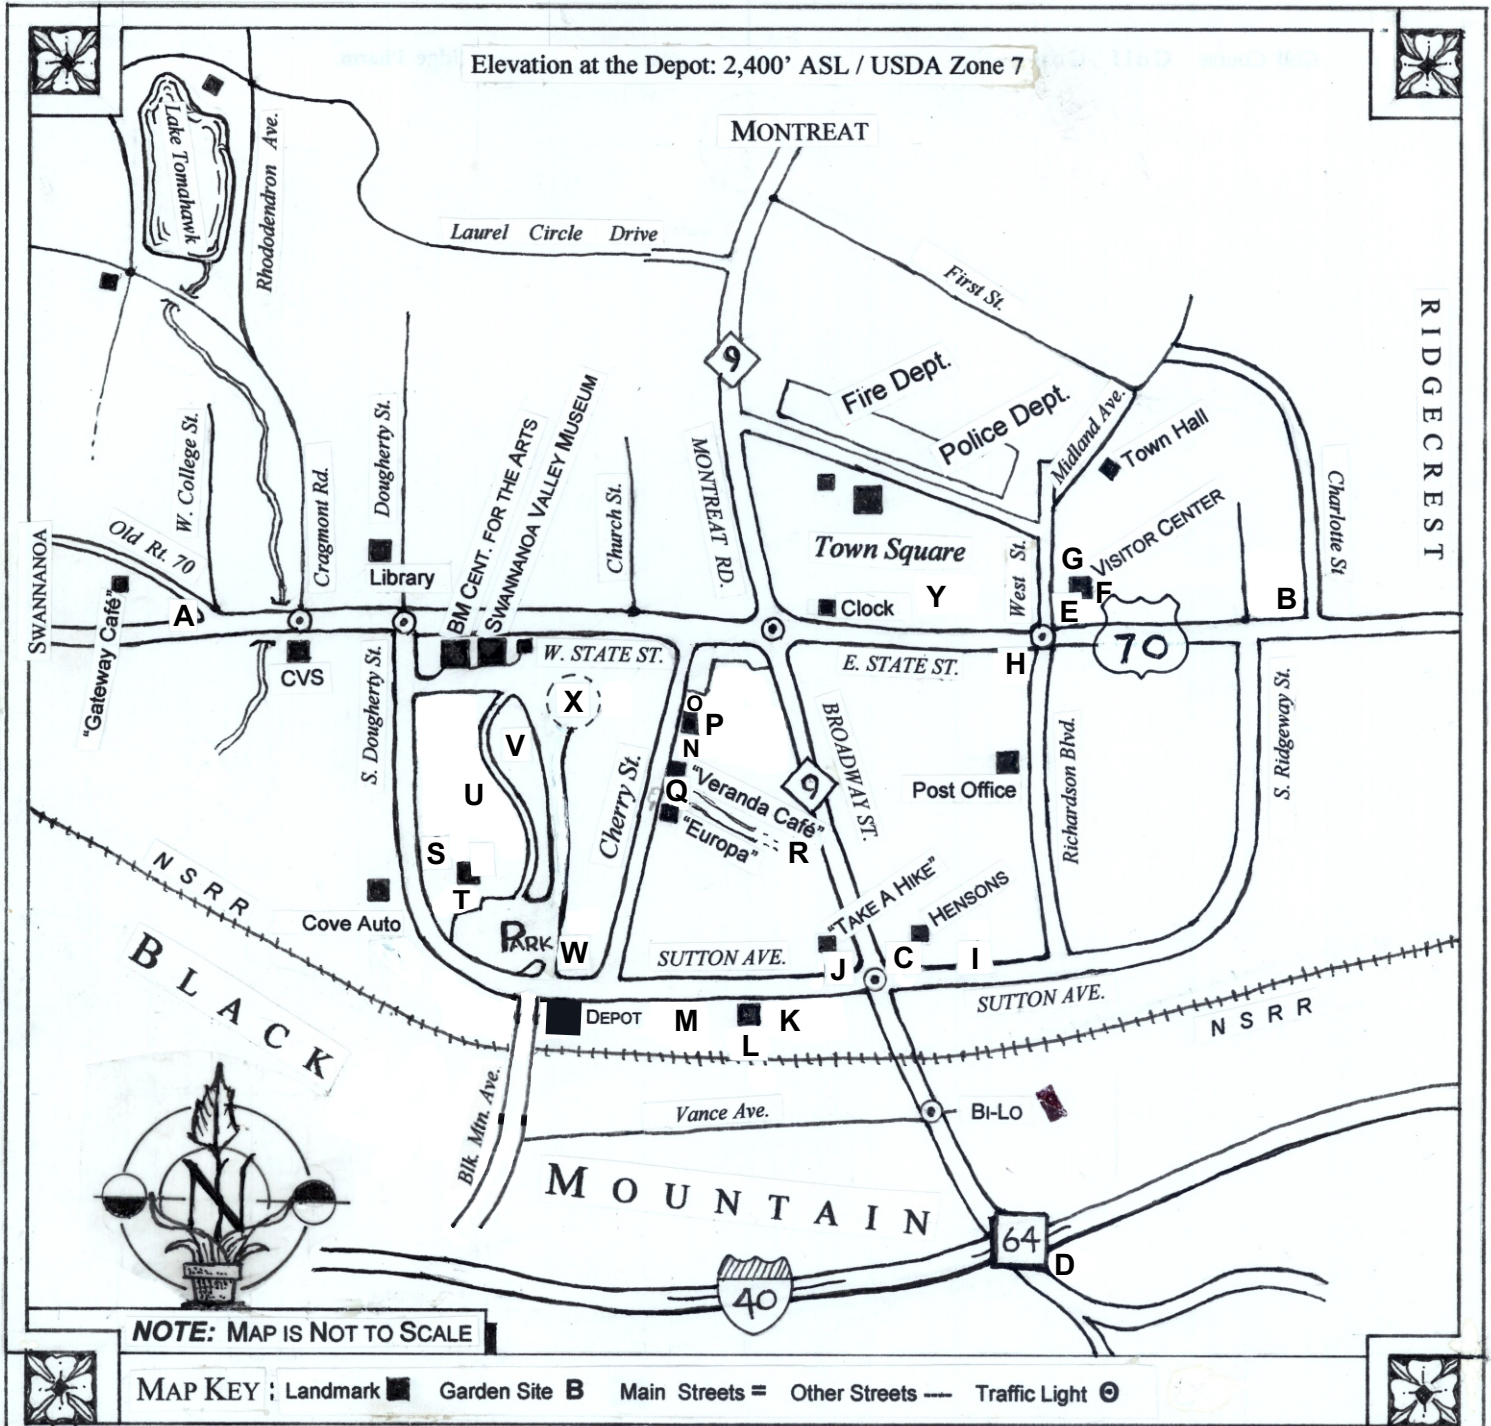 Elevation at the Depot: 2,400' ASL / USDA Zone 7
MONTREAT
Lake Tomahawk
Rhododendron Ave.
Laurel Circle Drive
First St.
RIDGECREST
9
Fire Dept.
Police Dept.
Midland Ave.
Town Hall
W. College St.
Dougherty St.
BM CENT. FOR THE ARTS
SWANNANOA VALLEY MUSEUM
Church St.
MONTREAT RD.
Charlotte St
Old Rt. 70
Cragmont Rd.
Library
Town Square
West St.
G
VISITOR CENTER
F
SWANNANOA
"Gateway Café"
A
Clock
Y
E
B
70
CVS
W. STATE ST.
E. STATE ST.
H
S. Dougherty St.
X
O
P
N
V
U
Cherry St.
Q
"Veranda Café"
"Europa"
R
9
BROADWAY ST.
Post Office
Richardson Blvd.
S. Ridgeway St.
NSRR
S
T
Cove Auto
PARK
W
SUTTON AVE.
"TAKE A HIKE"
HENSONS
J
C
I
SUTTON AVE.
NSRR
DEPOT
M
K
L
BLACK
Blk. Mtn. Ave.
Vance Ave.
BI-LO
MOUNTAIN
N
64
D
40
NOTE: MAP IS NOT TO SCALE
MAP KEY: Landmark Garden Site B Main Streets = Other Streets ---- Traffic Light